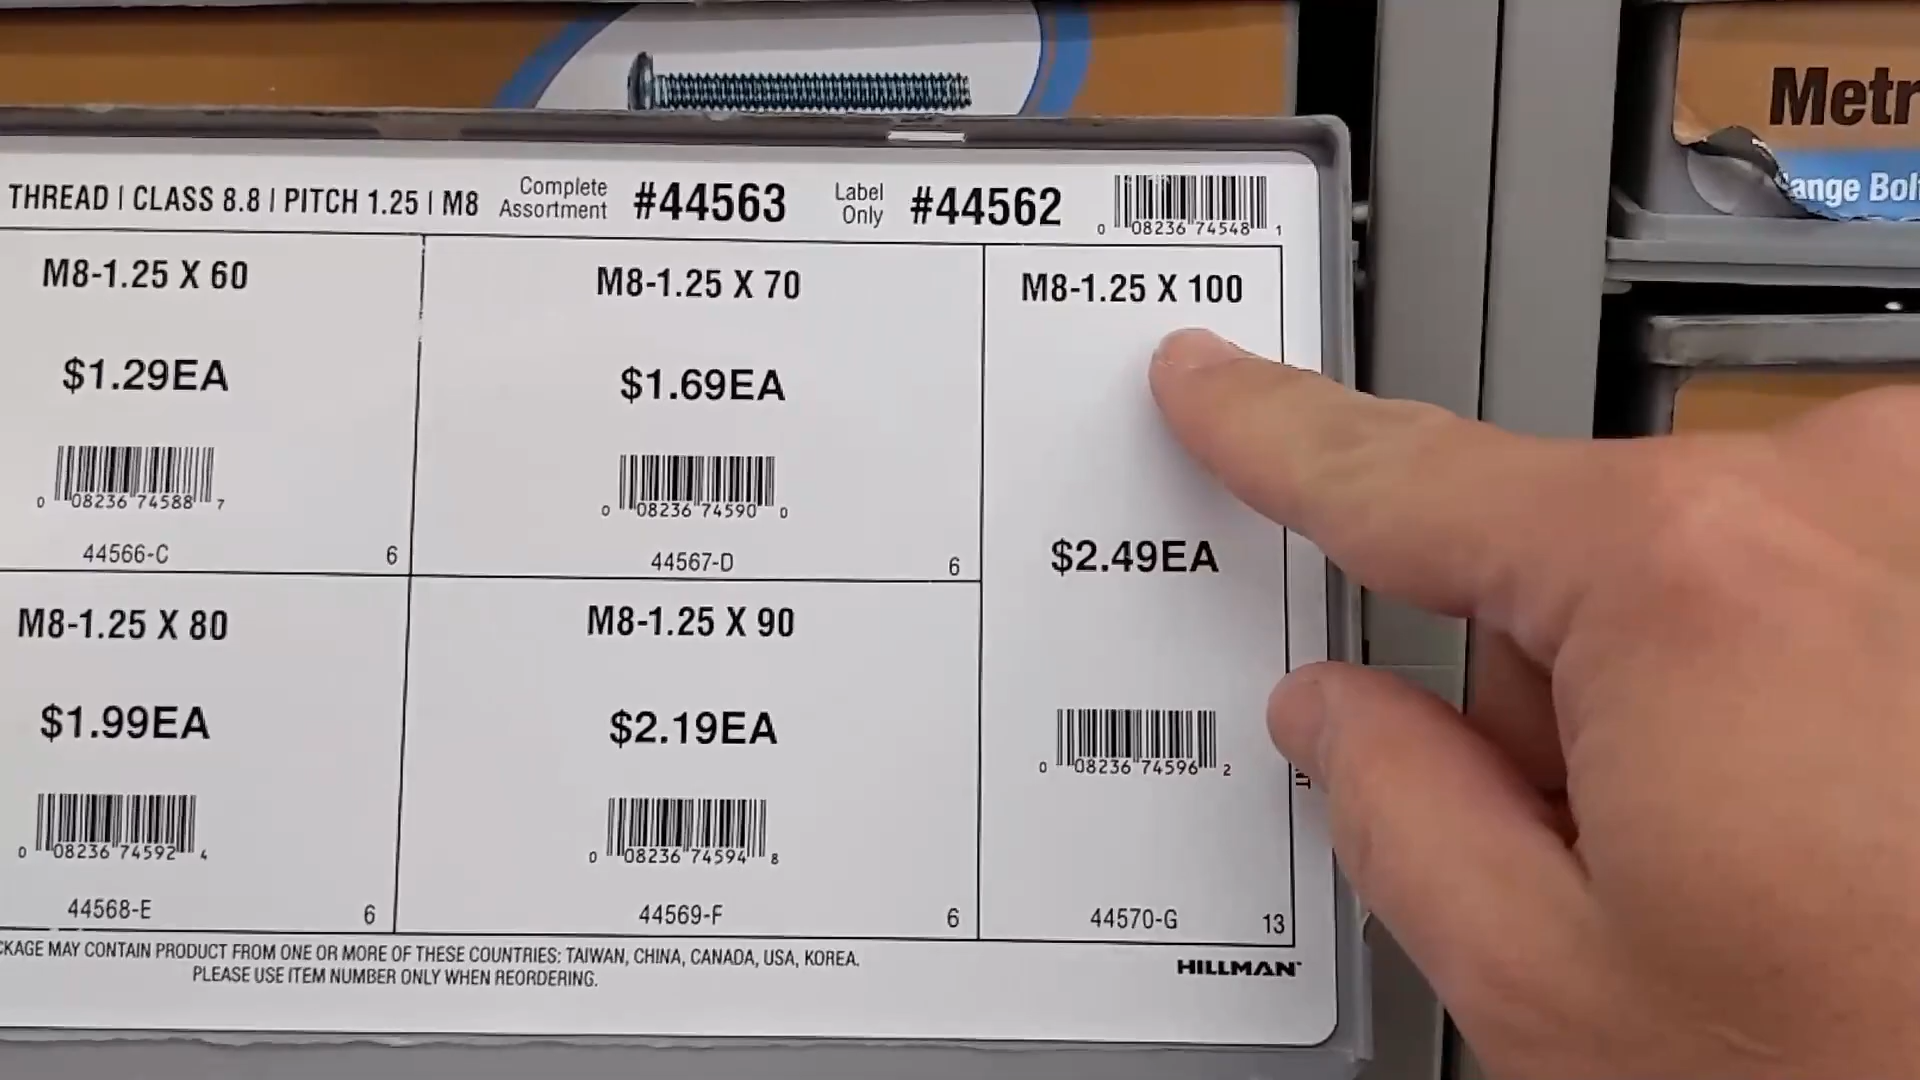 Metr
ange Bol
THREAD | CLASS 8.8 | PITCH 1.25 | M8 Complete Assortment #44563 Label Only #44562
0 08236 74548 1
M8-1.25 X 60
$1.29EA
0 08236 74588 7
44566-C 6
M8-1.25 X 70
$1.69EA
0 08236 74590 0
44567-D 6
M8-1.25 X 100
$2.49EA
0 08236 74596 2
44570-G 13
M8-1.25 X 80
$1.99EA
0 08236 74592 4
44568-E 6
M8-1.25 X 90
$2.19EA
0 08236 74594 8
44569-F 6
CKAGE MAY CONTAIN PRODUCT FROM ONE OR MORE OF THESE COUNTRIES: TAIWAN, CHINA, CANADA, USA, KOREA.
PLEASE USE ITEM NUMBER ONLY WHEN REORDERING.
HILLMAN